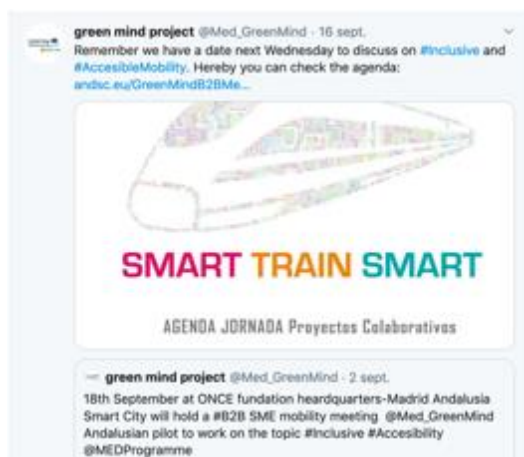 green mind project @Med_GreenMind · 16 sept.
Remember we have a date next Wednesday to discuss on #Inclusive and
#AccesibleMobility. Hereby you can check the agenda:
andsc.eu/GreenMindB2BMe...
SMART TRAIN SMART
AGENDA JORNADA Proyectos Colaborativos
green mind project @Med_GreenMind · 2 sept.
18th September at ONCE fundation heardquarters-Madrid Andalusia
Smart City will hold a #B2B SME mobility meeting @Med_GreenMind
Andalusian pilot to work on the topic #Inclusive #Accesibility
@MEDProgramme